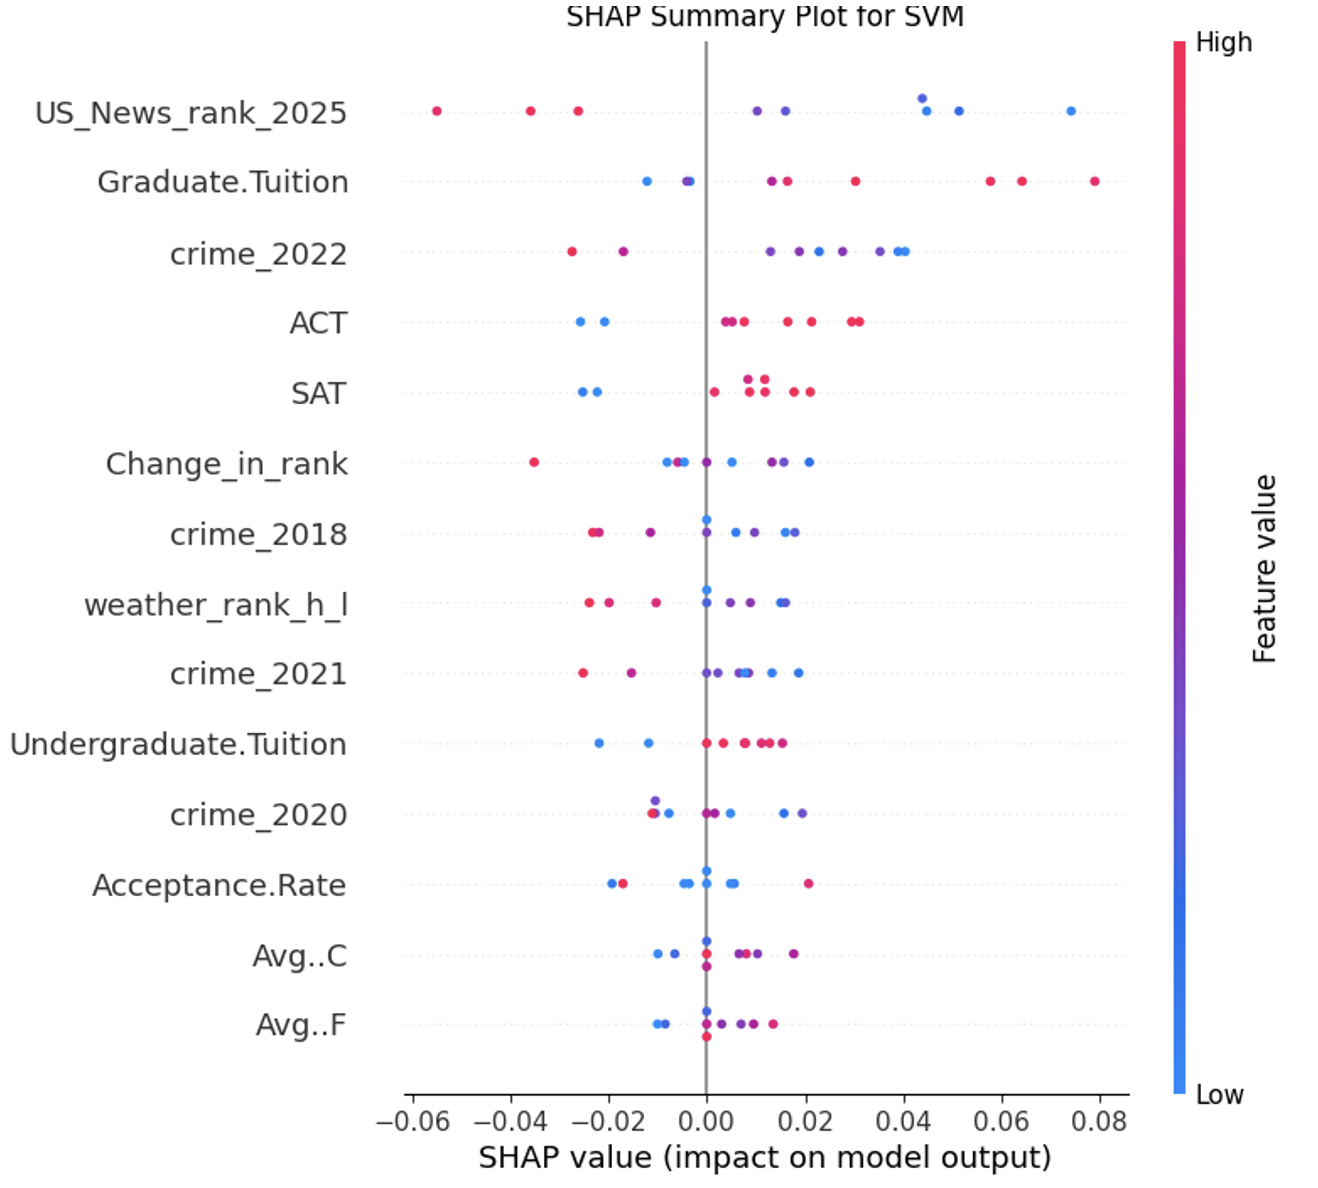 SHAP Summary Plot for SVM
High
US_News_rank_2025
Graduate.Tuition
crime_2022
ACT
SAT
Change_in_rank
crime_2018
weather_rank_h_l
crime_2021
Undergraduate.Tuition
crime_2020
Acceptance.Rate
Avg..C
Avg..F
Feature value
Low
−0.06 −0.04 −0.02 0.00 0.02 0.04 0.06 0.08
SHAP value (impact on model output)